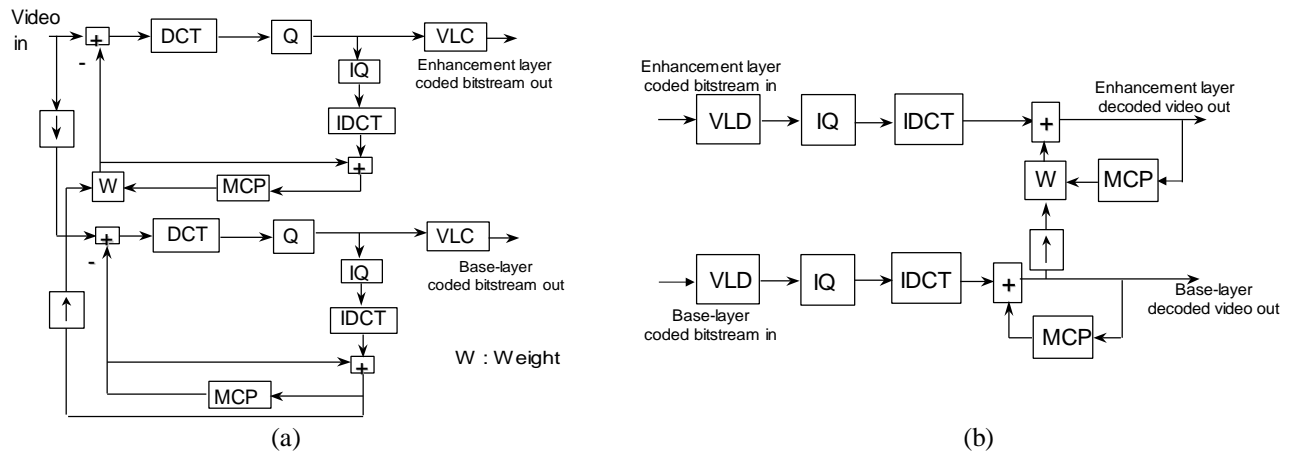 Video
in
+
DCT
Q
VLC
-
Enhancement layer
coded bitstream out
IQ
↓
IDCT
+
W
MCP
+
DCT
Q
VLC
-
Base-layer
coded bitstream out
IQ
↑
IDCT
W : Weight
+
MCP
(a)
Enhancement layer
coded bitstream in
Enhancement layer
decoded video out
VLD
IQ
IDCT
+
W
MCP
↑
VLD
IQ
IDCT
+
Base-layer
coded bitstream in
Base-layer
decoded video out
MCP
(b)